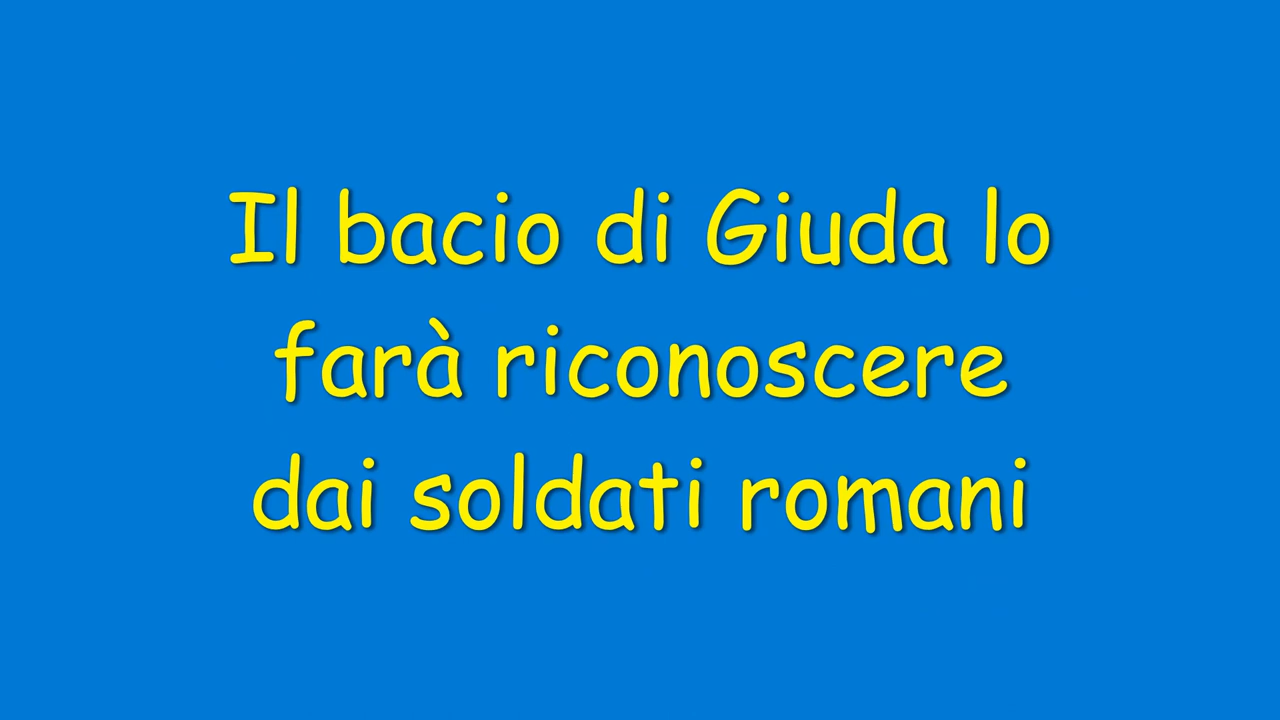 Il bacio di Giuda lo
farà riconoscere
dai soldati romani